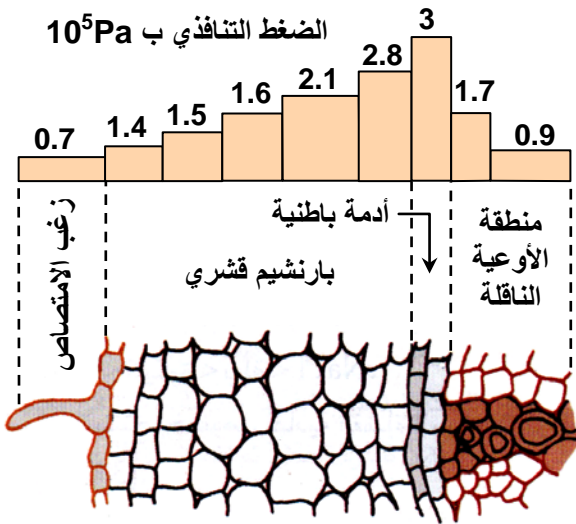 الضغط التنافذي ب 10⁵Pa
0.7
1.4
1.5
1.6
2.1
2.8
3
1.7
0.9
زغب الامتصاص
بارنشيم قشري
أدمة باطنية
منطقة
الأوعية
الناقلة